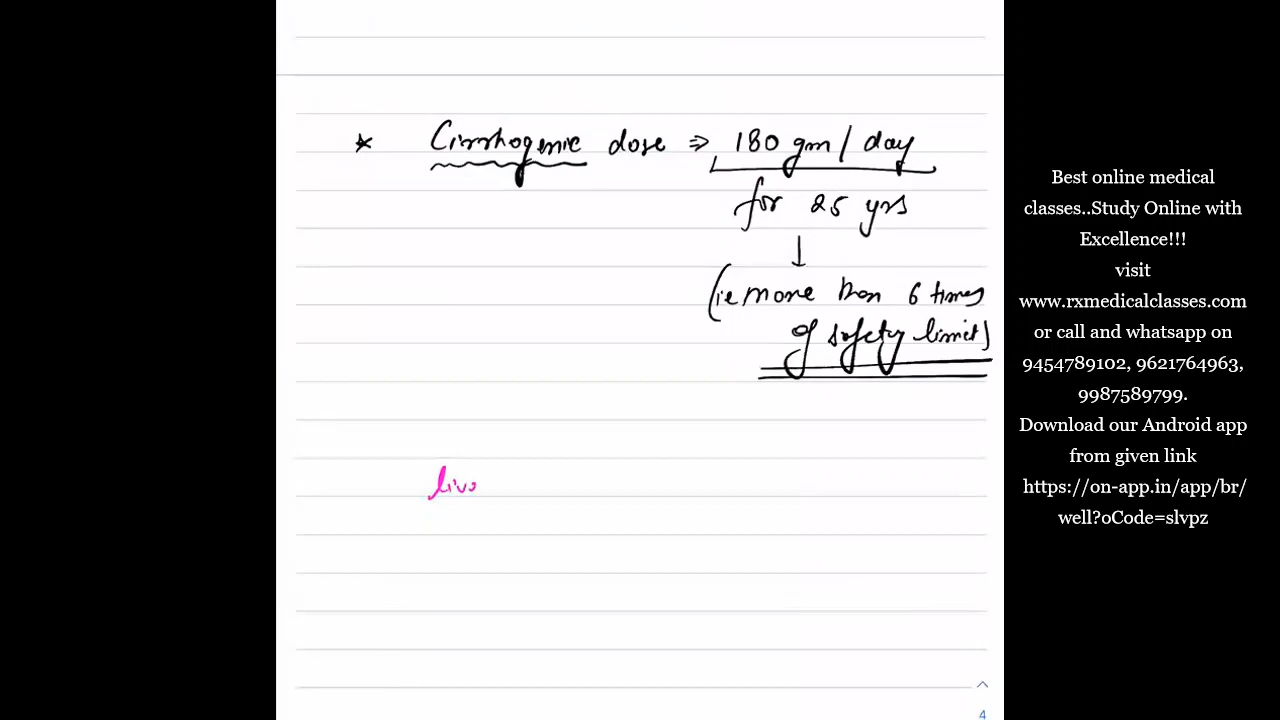 * Cirrhogenic dose ⇒ 180 gm/day
for 25 yrs
↓
(ie more than 6 times
of safety limit)
live
4
Best online medical
classes..Study Online with
Excellence!!!
visit
www.rxmedicalclasses.com
or call and whatsapp on
9454789102, 9621764963,
9987589799.
Download our Android app
from given link
https://on-app.in/app/br/
well?oCode=slvpz